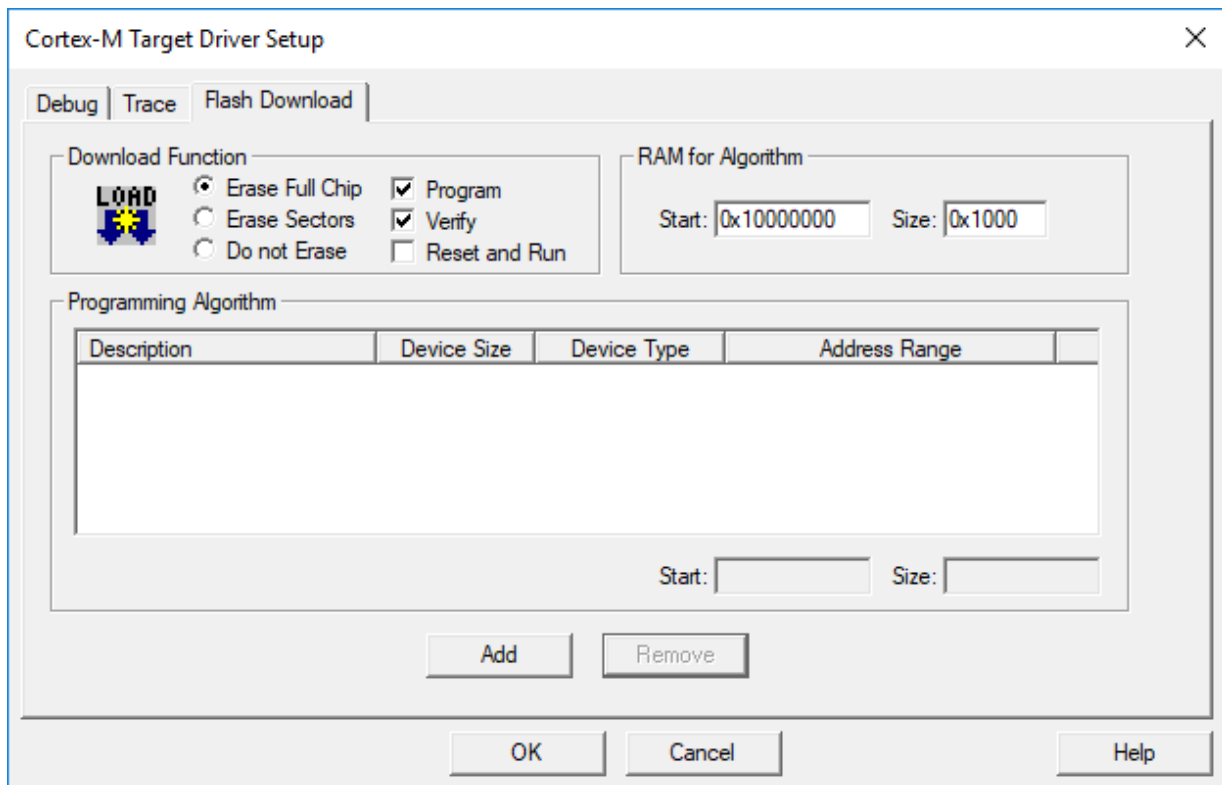 Cortex-M Target Driver Setup
Debug Trace Flash Download
Download Function
LOAD
Erase Full Chip Program
Erase Sectors Verify
Do not Erase Reset and Run
RAM for Algorithm
Start: 0x10000000 Size: 0x1000
Programming Algorithm
Description Device Size Device Type Address Range
Start: Size:
Add Remove
OK Cancel Help